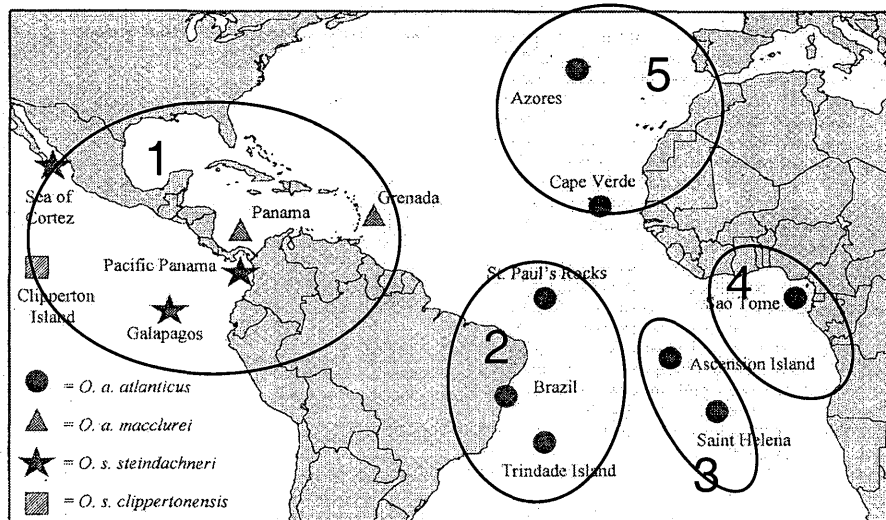 5
Azores
1
Cape Verde
Sea of
Cortez
Panama
Grenada
Pacific Panama
Clipperton
Island
Galapagos
St. Paul's Rocks
4
Sao Tome
2
Ascension Island
Brazil
Saint Helena
Trindade Island
3
= O. a. atlanticus
= O. a. macclurei
= O. s. steindachneri
= O. s. clippertonensis